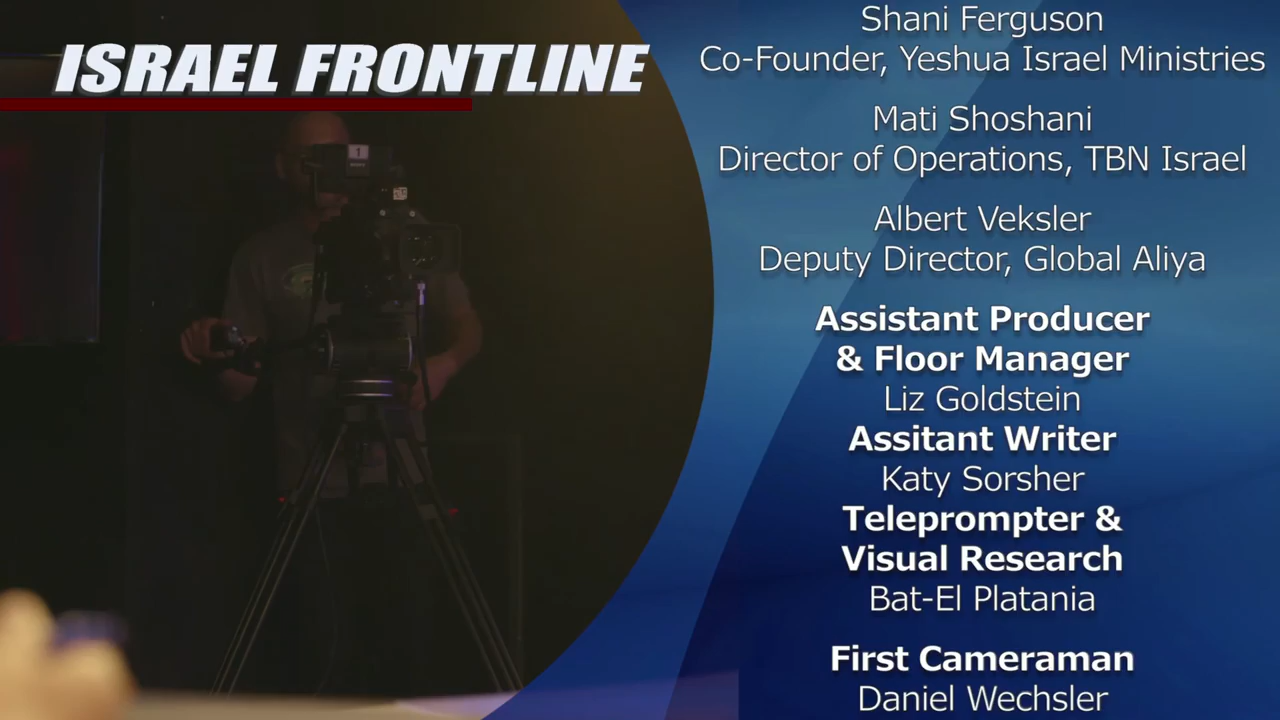 ISRAEL FRONTLINE
Shani Ferguson
Co-Founder, Yeshua Israel Ministries
Mati Shoshani
Director of Operations, TBN Israel
Albert Veksler
Deputy Director, Global Aliya
Assistant Producer
& Floor Manager
Liz Goldstein
Assitant Writer
Katy Sorsher
Teleprompter &
Visual Research
Bat-El Platania
First Cameraman
Daniel Wechsler
1